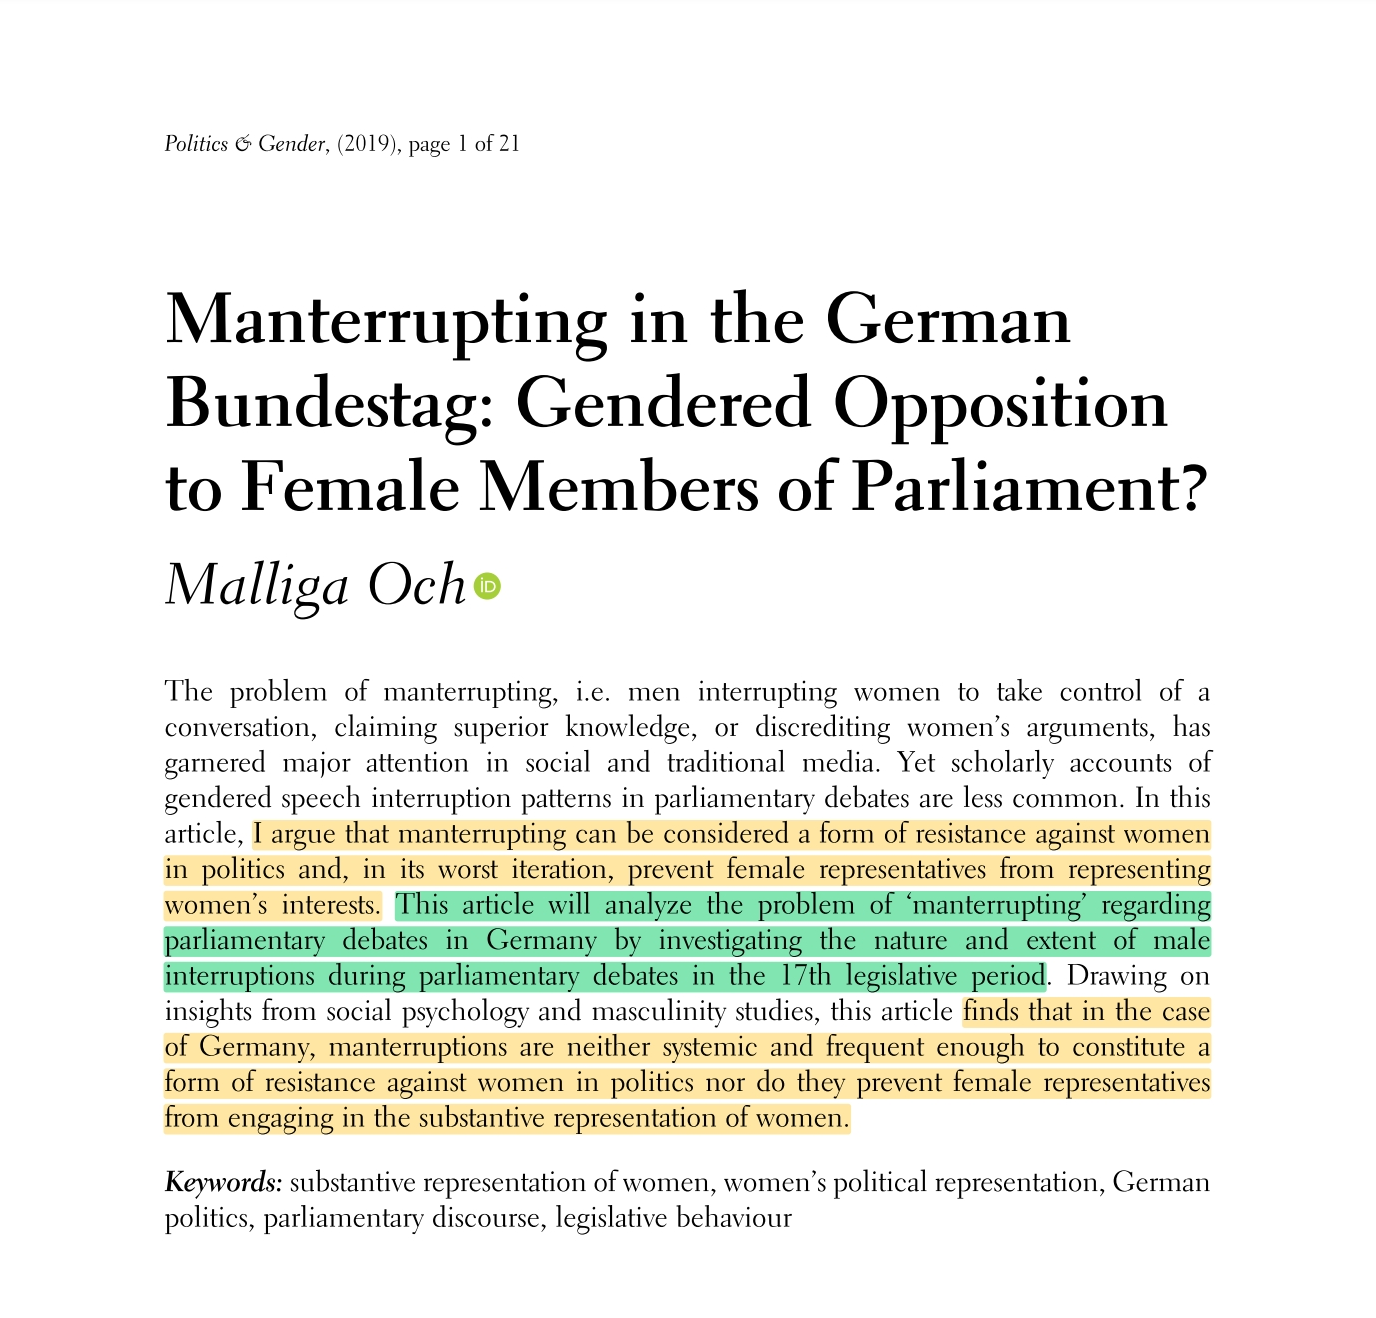 Politics & Gender, (2019), page 1 of 21
Manterrupting in the German
Bundestag: Gendered Opposition
to Female Members of Parliament?
Malliga Och iD
The problem of manterrupting, i.e. men interrupting women to take control of a
conversation, claiming superior knowledge, or discrediting women’s arguments, has
garnered major attention in social and traditional media. Yet scholarly accounts of
gendered speech interruption patterns in parliamentary debates are less common. In this
article, I argue that manterrupting can be considered a form of resistance against women
in politics and, in its worst iteration, prevent female representatives from representing
women’s interests. This article will analyze the problem of ‘manterrupting’ regarding
parliamentary debates in Germany by investigating the nature and extent of male
interruptions during parliamentary debates in the 17th legislative period. Drawing on
insights from social psychology and masculinity studies, this article finds that in the case
of Germany, manterruptions are neither systemic and frequent enough to constitute a
form of resistance against women in politics nor do they prevent female representatives
from engaging in the substantive representation of women.
Keywords: substantive representation of women, women’s political representation, German
politics, parliamentary discourse, legislative behaviour